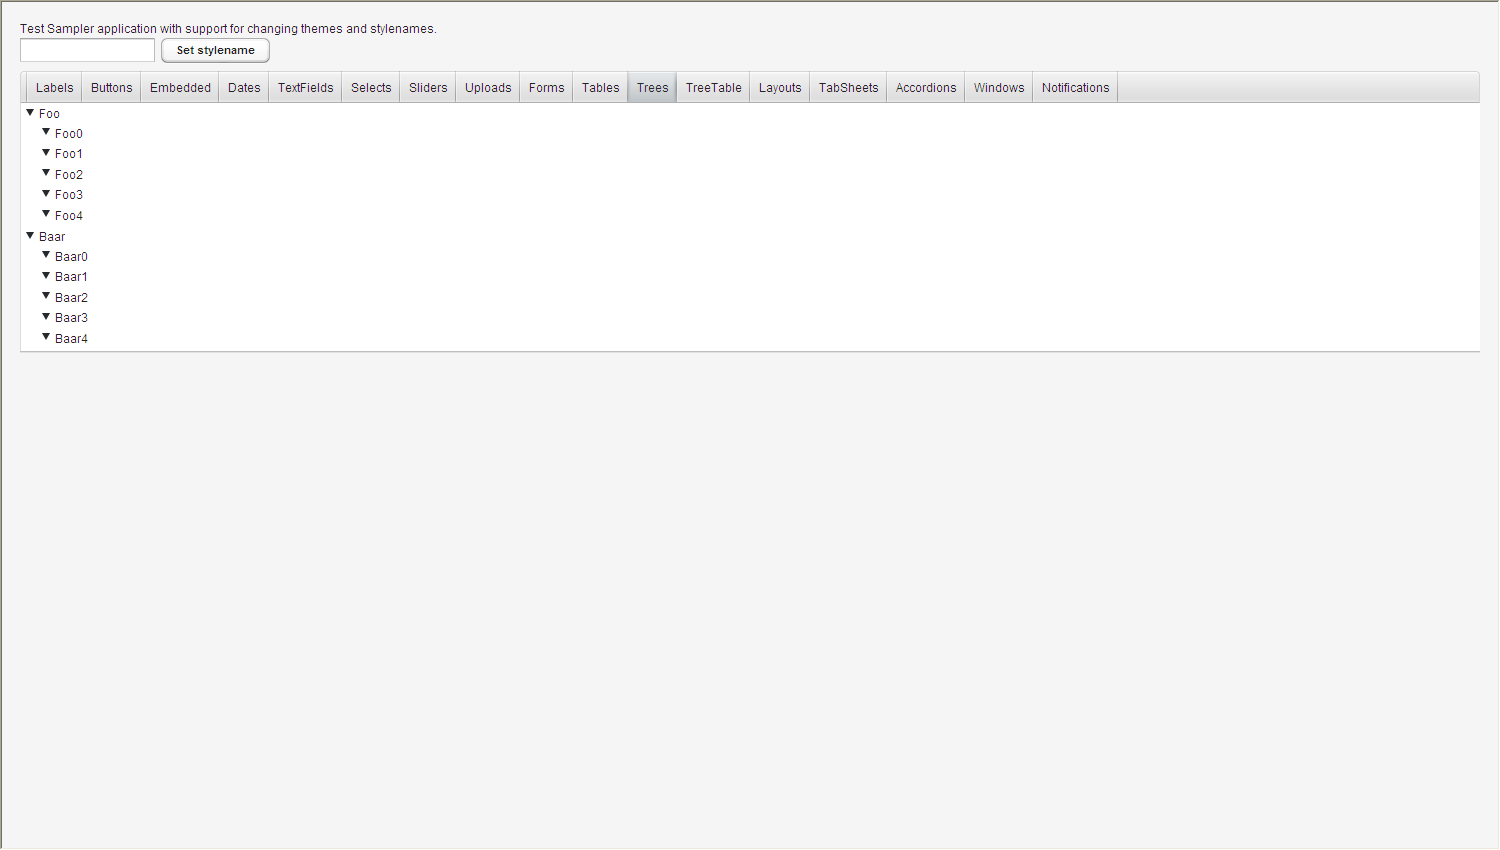 Test Sampler application with support for changing themes and stylenames.
Set stylename
Labels Buttons Embedded Dates TextFields Selects Sliders Uploads Forms Tables Trees TreeTable Layouts TabSheets Accordions Windows Notifications
Foo
Foo0
Foo1
Foo2
Foo3
Foo4
Baar
Baar0
Baar1
Baar2
Baar3
Baar4